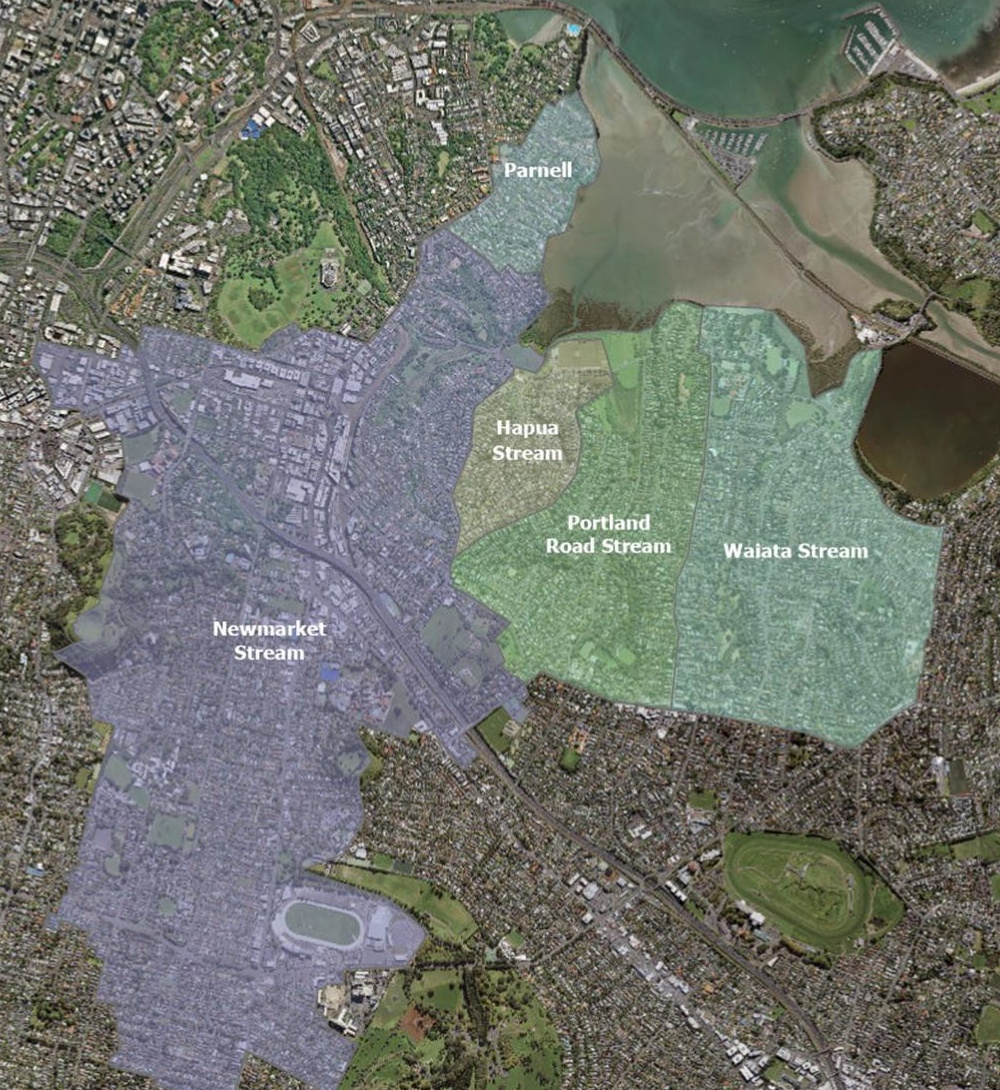 Parnell
Hapua
Stream
Portland
Road Stream
Waiata Stream
Newmarket
Stream